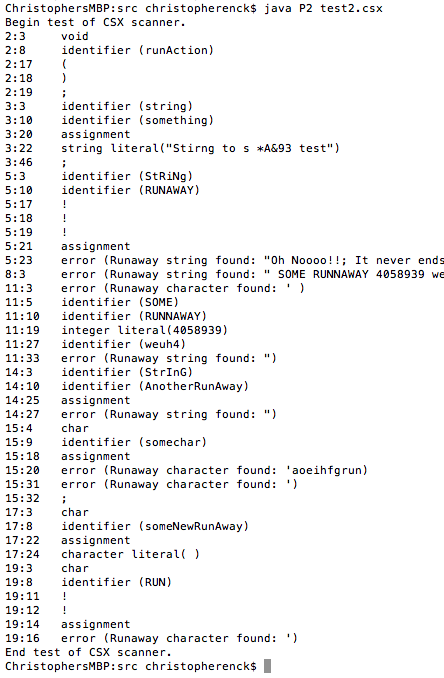 ChristophersMBP:src christopherenck$ java P2 test2.csx
Begin test of CSX scanner.
2:3 void
2:8 identifier (runAction)
2:17 (
2:18 )
2:19 ;
3:3 identifier (string)
3:10 identifier (something)
3:20 assignment
3:22 string literal("Stirng to s *A&93 test")
3:46 ;
5:3 identifier (StRiNg)
5:10 identifier (RUNAWAY)
5:17 !
5:18 !
5:19 !
5:21 assignment
5:23 error (Runaway string found: "Oh Noooo!!; It never ends
8:3 error (Runaway string found: " SOME RUNNAWAY 4058939 we
11:3 error (Runaway character found: ' )
11:5 identifier (SOME)
11:10 identifier (RUNNAWAY)
11:19 integer literal(4058939)
11:27 identifier (weuh4)
11:33 error (Runaway string found: ")
14:3 identifier (StrInG)
14:10 identifier (AnotherRunAway)
14:25 assignment
14:27 error (Runaway string found: ")
15:4 char
15:9 identifier (somechar)
15:18 assignment
15:20 error (Runaway character found: 'aoeihfgrun)
15:31 error (Runaway character found: ')
15:32 ;
17:3 char
17:8 identifier (someNewRunAway)
17:22 assignment
17:24 character literal( )
19:3 char
19:8 identifier (RUN)
19:11 !
19:12 !
19:14 assignment
19:16 error (Runaway character found: ')
End test of CSX scanner.
ChristophersMBP:src christopherenck$